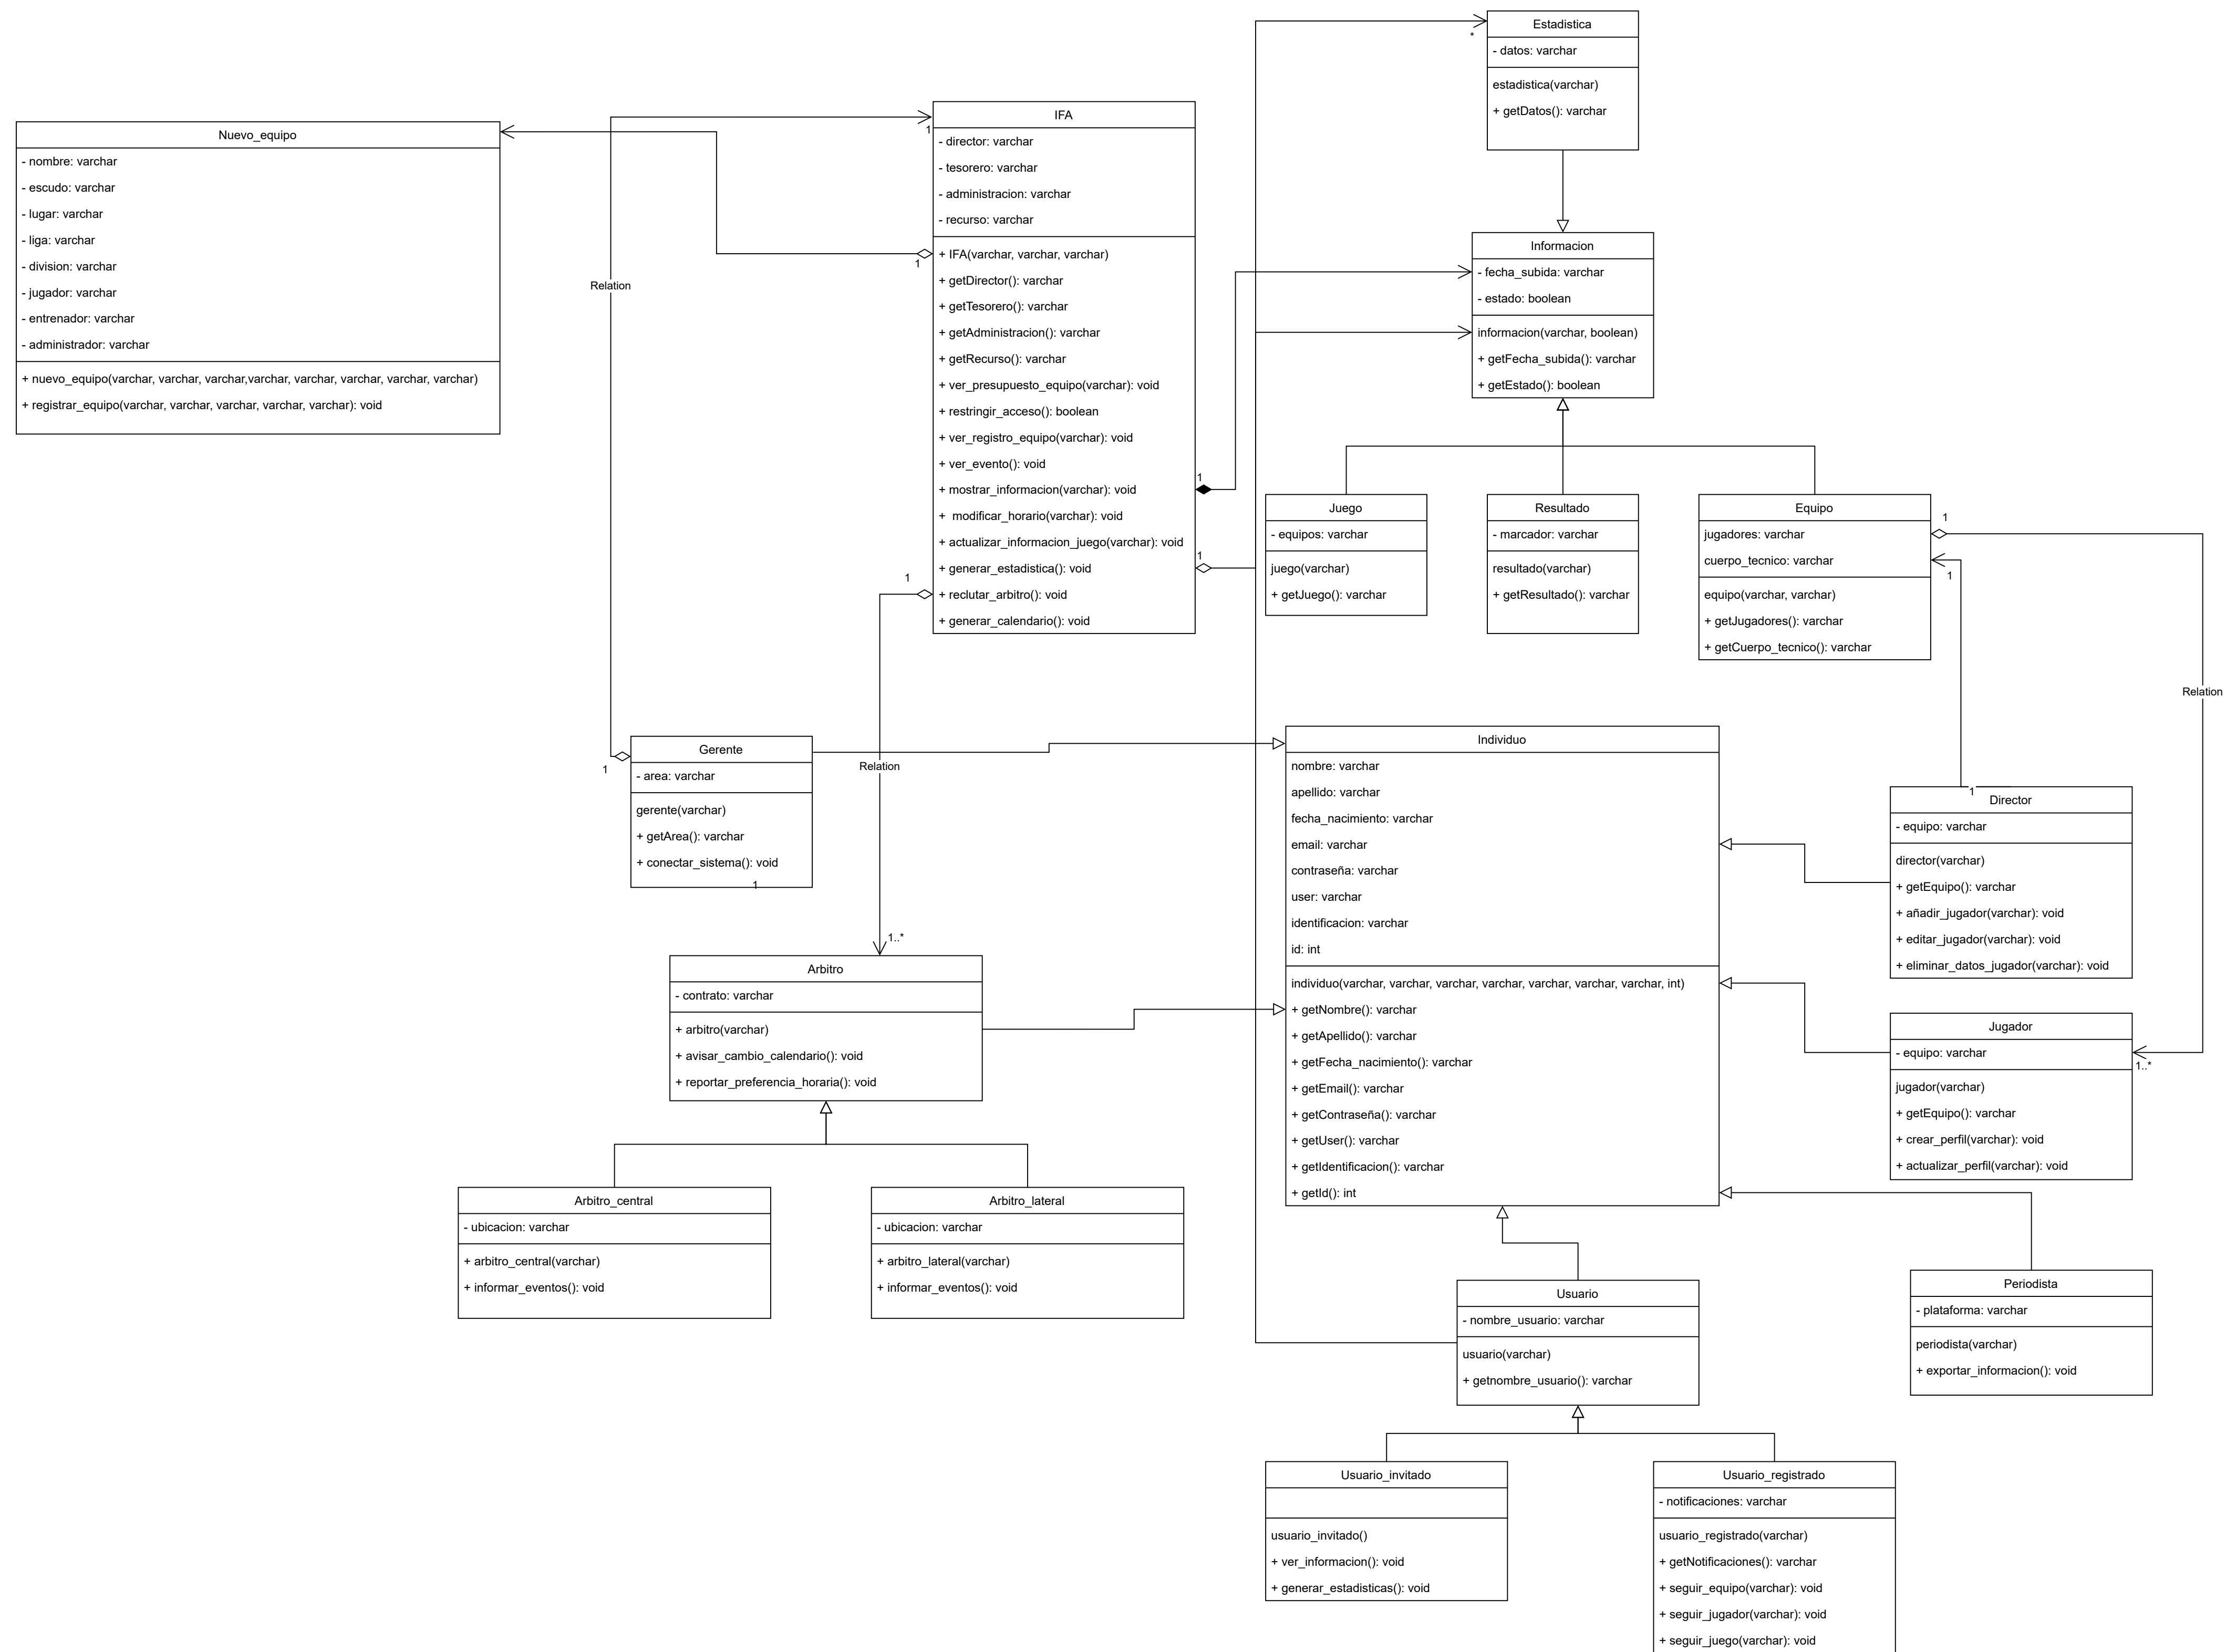 Estadistica
- datos: varchar
estadistica(varchar)
+ getDatos(): varchar
*
Nuevo_equipo
- nombre: varchar
- escudo: varchar
- lugar: varchar
- liga: varchar
- division: varchar
- jugador: varchar
- entrenador: varchar
- administrador: varchar
+ nuevo_equipo(varchar, varchar, varchar,varchar, varchar, varchar, varchar, varchar)
+ registrar_equipo(varchar, varchar, varchar, varchar, varchar): void
Relation
1
1
IFA
- director: varchar
- tesorero: varchar
- administracion: varchar
- recurso: varchar
+ IFA(varchar, varchar, varchar)
+ getDirector(): varchar
+ getTesorero(): varchar
+ getAdministracion(): varchar
+ getRecurso(): varchar
+ ver_presupuesto_equipo(varchar): void
+ restringir_acceso(): boolean
+ ver_registro_equipo(varchar): void
+ ver_evento(): void
+ mostrar_informacion(varchar): void
+  modificar_horario(varchar): void
+ actualizar_informacion_juego(varchar): void
+ generar_estadistica(): void
+ reclutar_arbitro(): void
+ generar_calendario(): void
1
1
1
Informacion
- fecha_subida: varchar
- estado: boolean
informacion(varchar, boolean)
+ getFecha_subida(): varchar
+ getEstado(): boolean
Juego
- equipos: varchar
juego(varchar)
+ getJuego(): varchar
Resultado
- marcador: varchar
resultado(varchar)
+ getResultado(): varchar
Equipo
jugadores: varchar
cuerpo_tecnico: varchar
equipo(varchar, varchar)
+ getJugadores(): varchar
+ getCuerpo_tecnico(): varchar
1
1
Relation
Gerente
- area: varchar
gerente(varchar)
+ getArea(): varchar
+ conectar_sistema(): void
1
1
Relation
1..*
Individuo
nombre: varchar
apellido: varchar
fecha_nacimiento: varchar
email: varchar
contraseña: varchar
user: varchar
identificacion: varchar
id: int
individuo(varchar, varchar, varchar, varchar, varchar, varchar, varchar, int)
+ getNombre(): varchar
+ getApellido(): varchar
+ getFecha_nacimiento(): varchar
+ getEmail(): varchar
+ getContraseña(): varchar
+ getUser(): varchar
+ getIdentificacion(): varchar
+ getId(): int
1
Director
- equipo: varchar
director(varchar)
+ getEquipo(): varchar
+ añadir_jugador(varchar): void
+ editar_jugador(varchar): void
+ eliminar_datos_jugador(varchar): void
Arbitro
- contrato: varchar
+ arbitro(varchar)
+ avisar_cambio_calendario(): void
+ reportar_preferencia_horaria(): void
Jugador
- equipo: varchar
jugador(varchar)
+ getEquipo(): varchar
+ crear_perfil(varchar): void
+ actualizar_perfil(varchar): void
1..*
Arbitro_central
- ubicacion: varchar
+ arbitro_central(varchar)
+ informar_eventos(): void
Arbitro_lateral
- ubicacion: varchar
+ arbitro_lateral(varchar)
+ informar_eventos(): void
Usuario
- nombre_usuario: varchar
usuario(varchar)
+ getnombre_usuario(): varchar
Periodista
- plataforma: varchar
periodista(varchar)
+ exportar_informacion(): void
Usuario_invitado
usuario_invitado()
+ ver_informacion(): void
+ generar_estadisticas(): void
Usuario_registrado
- notificaciones: varchar
usuario_registrado(varchar)
+ getNotificaciones(): varchar
+ seguir_equipo(varchar): void
+ seguir_jugador(varchar): void
+ seguir_juego(varchar): void